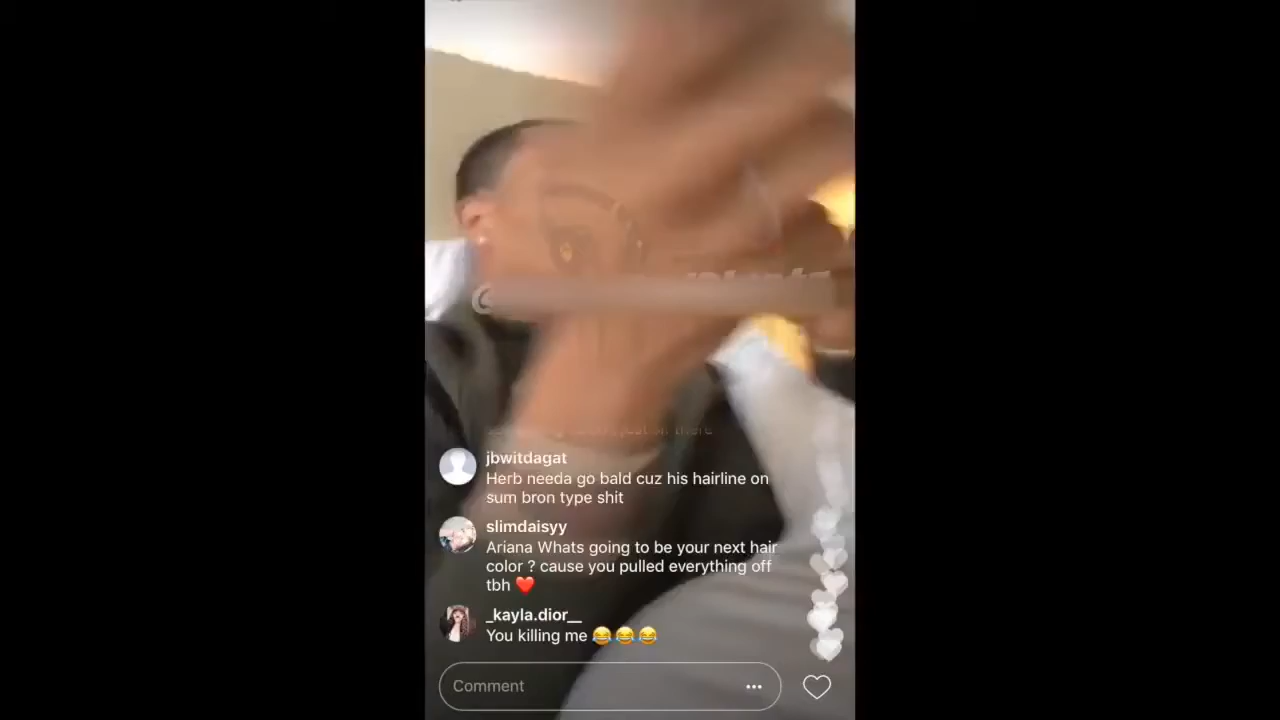 there
jbwitdagat
Herb needa go bald cuz his hairline on
sum bron type shit
slimdaisyy
Ariana Whats going to be your next hair
color ? cause you pulled everything off
tbh ❤️
_kayla.dior__
You killing me 😂😂😂
Comment